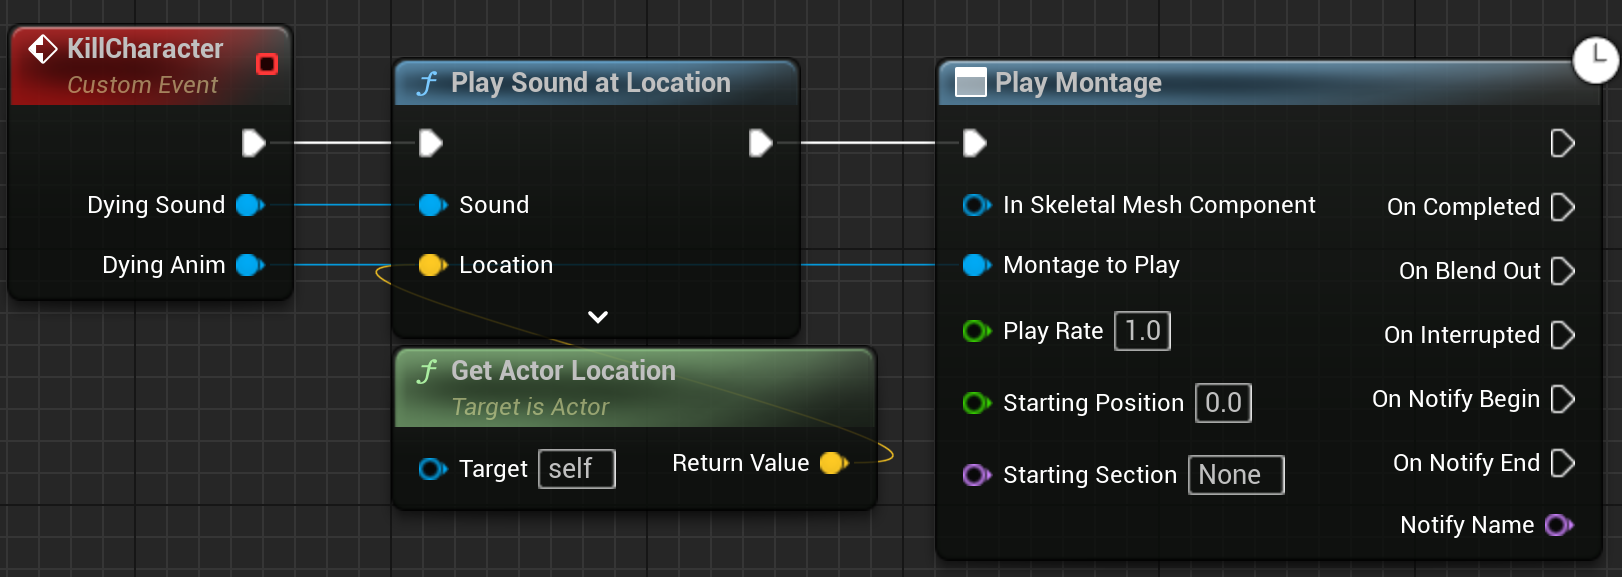 KillCharacter
Custom Event
Dying Sound
Dying Anim
f Play Sound at Location
Sound
Location
f Get Actor Location
Target is Actor
Target self
Return Value
Play Montage
In Skeletal Mesh Component
Montage to Play
Play Rate 1.0
Starting Position 0.0
Starting Section None
On Completed
On Blend Out
On Interrupted
On Notify Begin
On Notify End
Notify Name